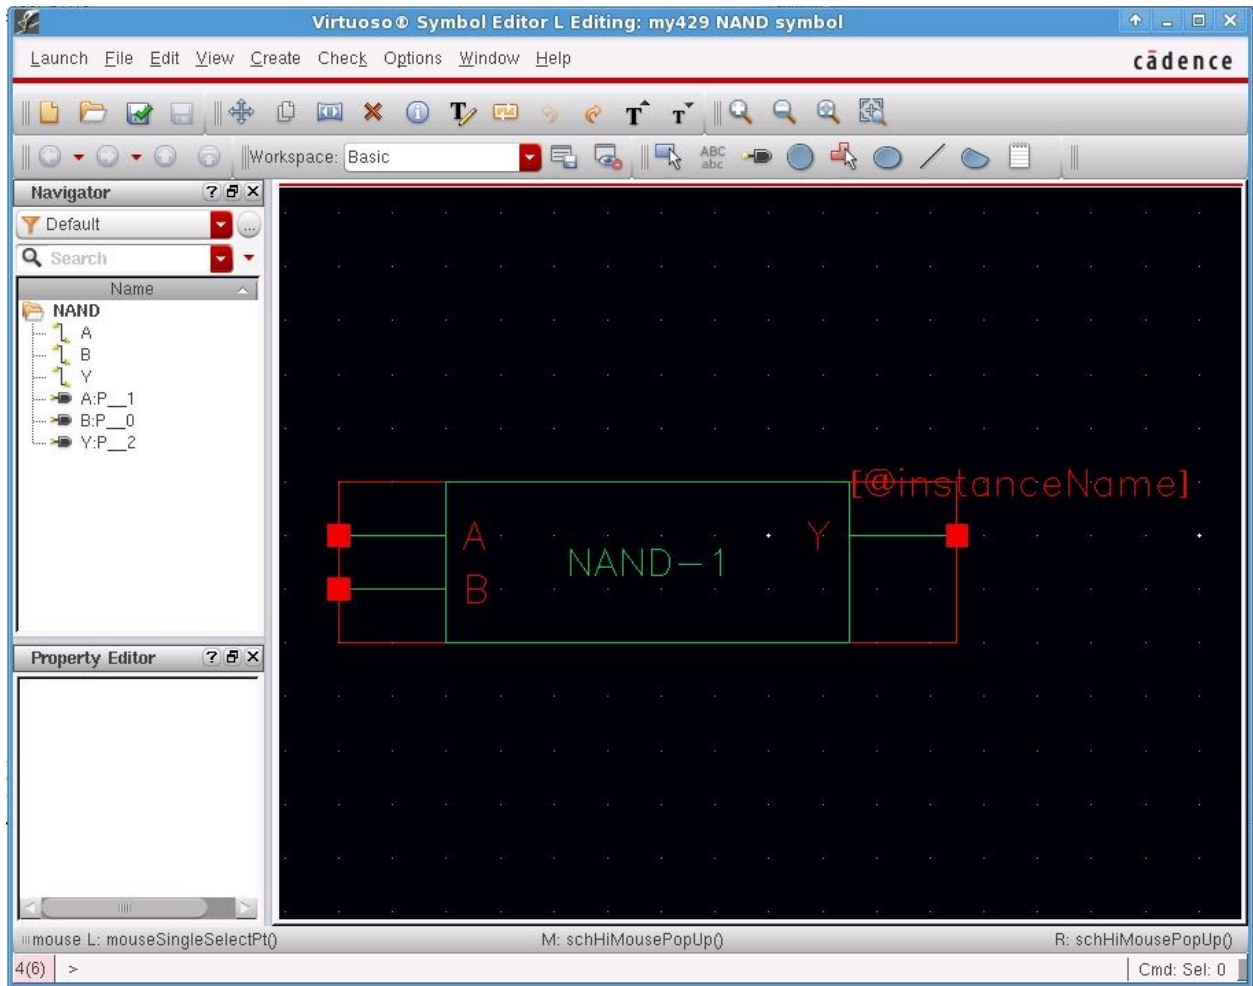 Virtuoso® Symbol Editor L Editing: my429 NAND symbol
Launch File Edit View Create Check Options Window Help
cādence
Workspace: Basic
ABC
abc
Navigator
Default
Search
Name
NAND
A
B
Y
A:P__1
B:P__0
Y:P__2
[@instanceName]
A
Y
NAND-1
B
Property Editor
mouse L: mouseSingleSelectPt()
M: schHiMousePopUp()
R: schHiMousePopUp()
4(6) >
Cmd: Sel: 0